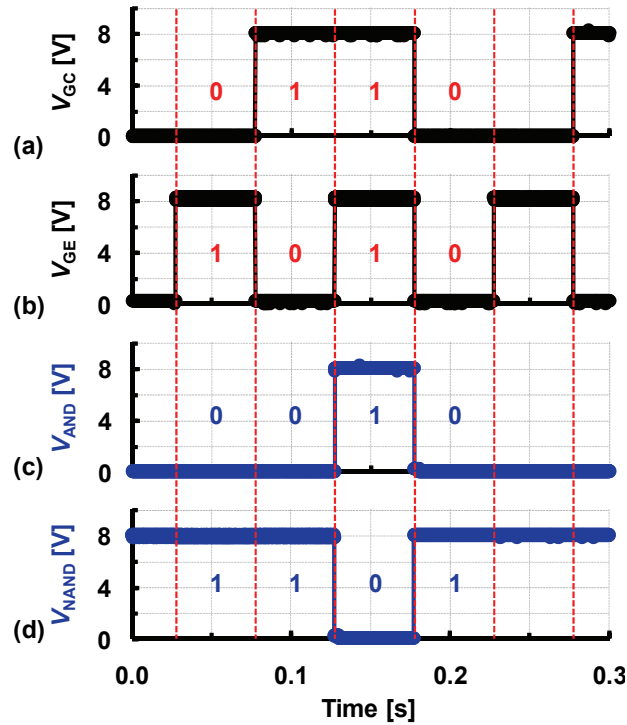 V_GC [V]
8
4
0
0 1 1 0
(a)
V_GE [V]
8
4
0
1 0 1 0
(b)
V_AND [V]
8
4
0
0 0 1 0
(c)
V_NAND [V]
8
4
0
1 1 0 1
(d)
0.0 0.1 0.2 0.3
Time [s]